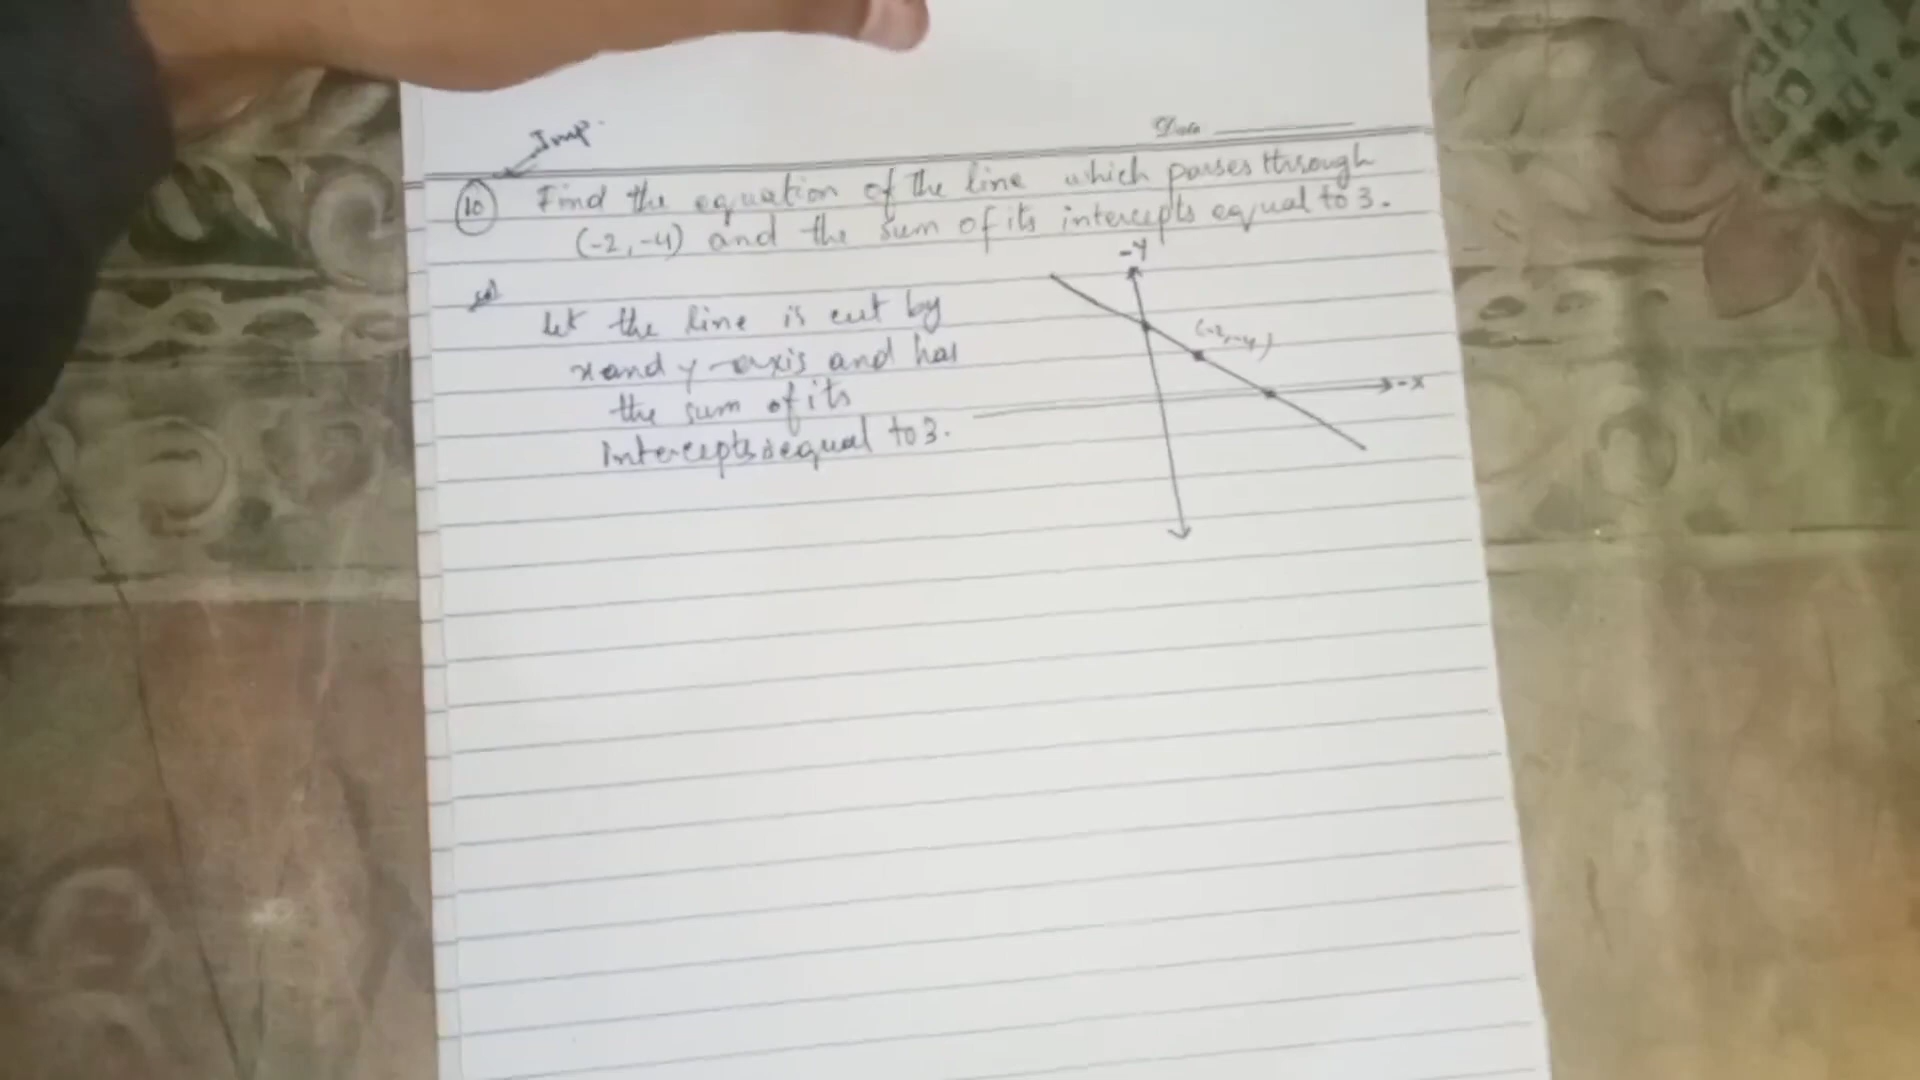 Imp.
Date
10 Find the equation of the line which passes through
(-2,-4) and the sum of its intercepts equal to 3.
sol
-y
let the line is cut by
(-2,-4)
x and y-axis and has
-x
the sum of its
Intercepts is equal to 3.